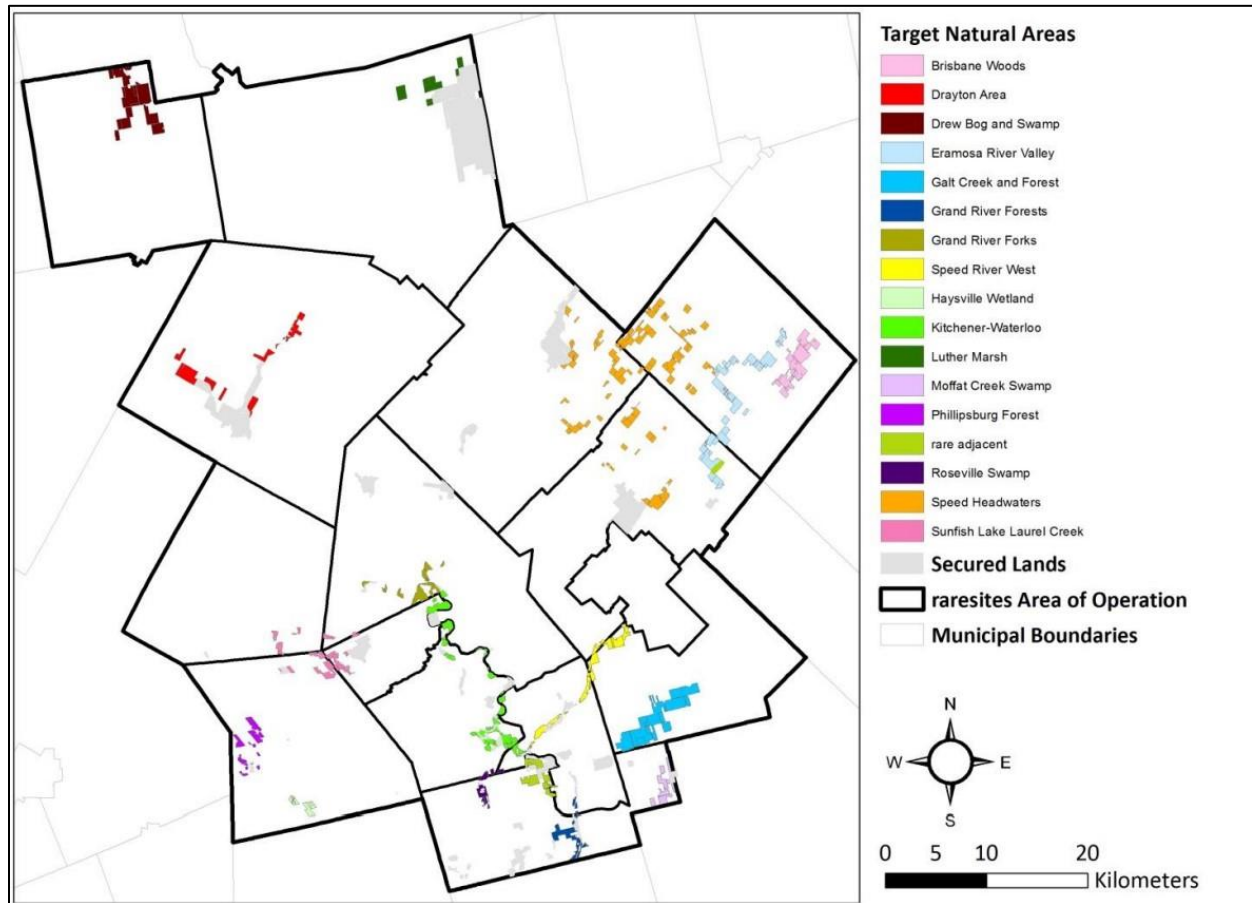 Target Natural Areas
Brisbane Woods
Drayton Area
Drew Bog and Swamp
Eramosa River Valley
Galt Creek and Forest
Grand River Forests
Grand River Forks
Speed River West
Haysville Wetland
Kitchener-Waterloo
Luther Marsh
Moffat Creek Swamp
Phillipsburg Forest
rare adjacent
Roseville Swamp
Speed Headwaters
Sunfish Lake Laurel Creek
Secured Lands
raresites Area of Operation
Municipal Boundaries
N
W E
S
0 5 10 20
Kilometers